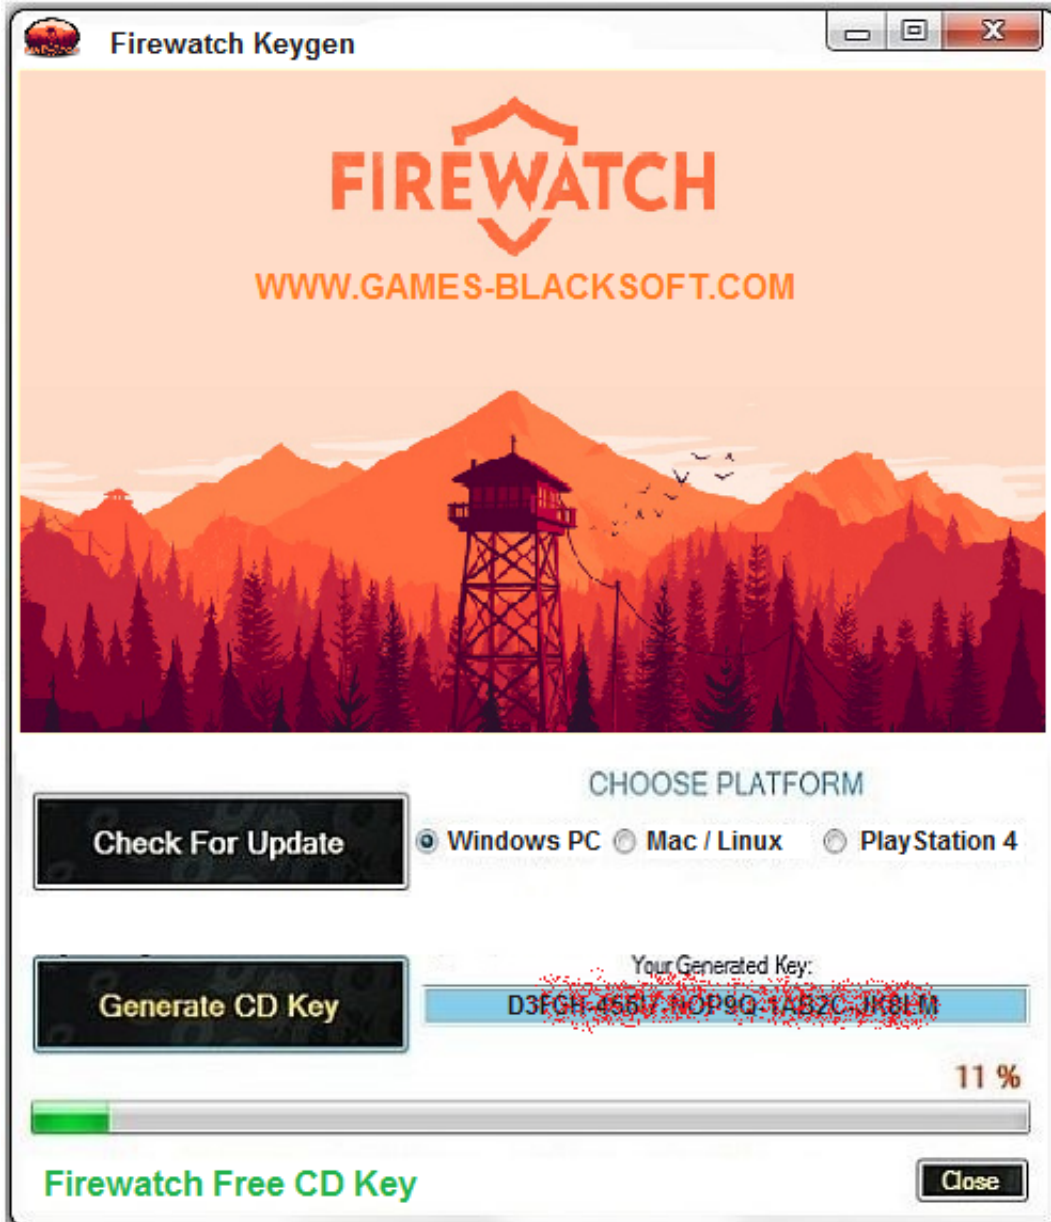 Firewatch Keygen
FIREWATCH
WWW.GAMES-BLACKSOFT.COM
CHOOSE PLATFORM
Check For Update
Windows PC Mac / Linux PlayStation 4
Your Generated Key:
Generate CD Key
11 %
Firewatch Free CD Key
Close